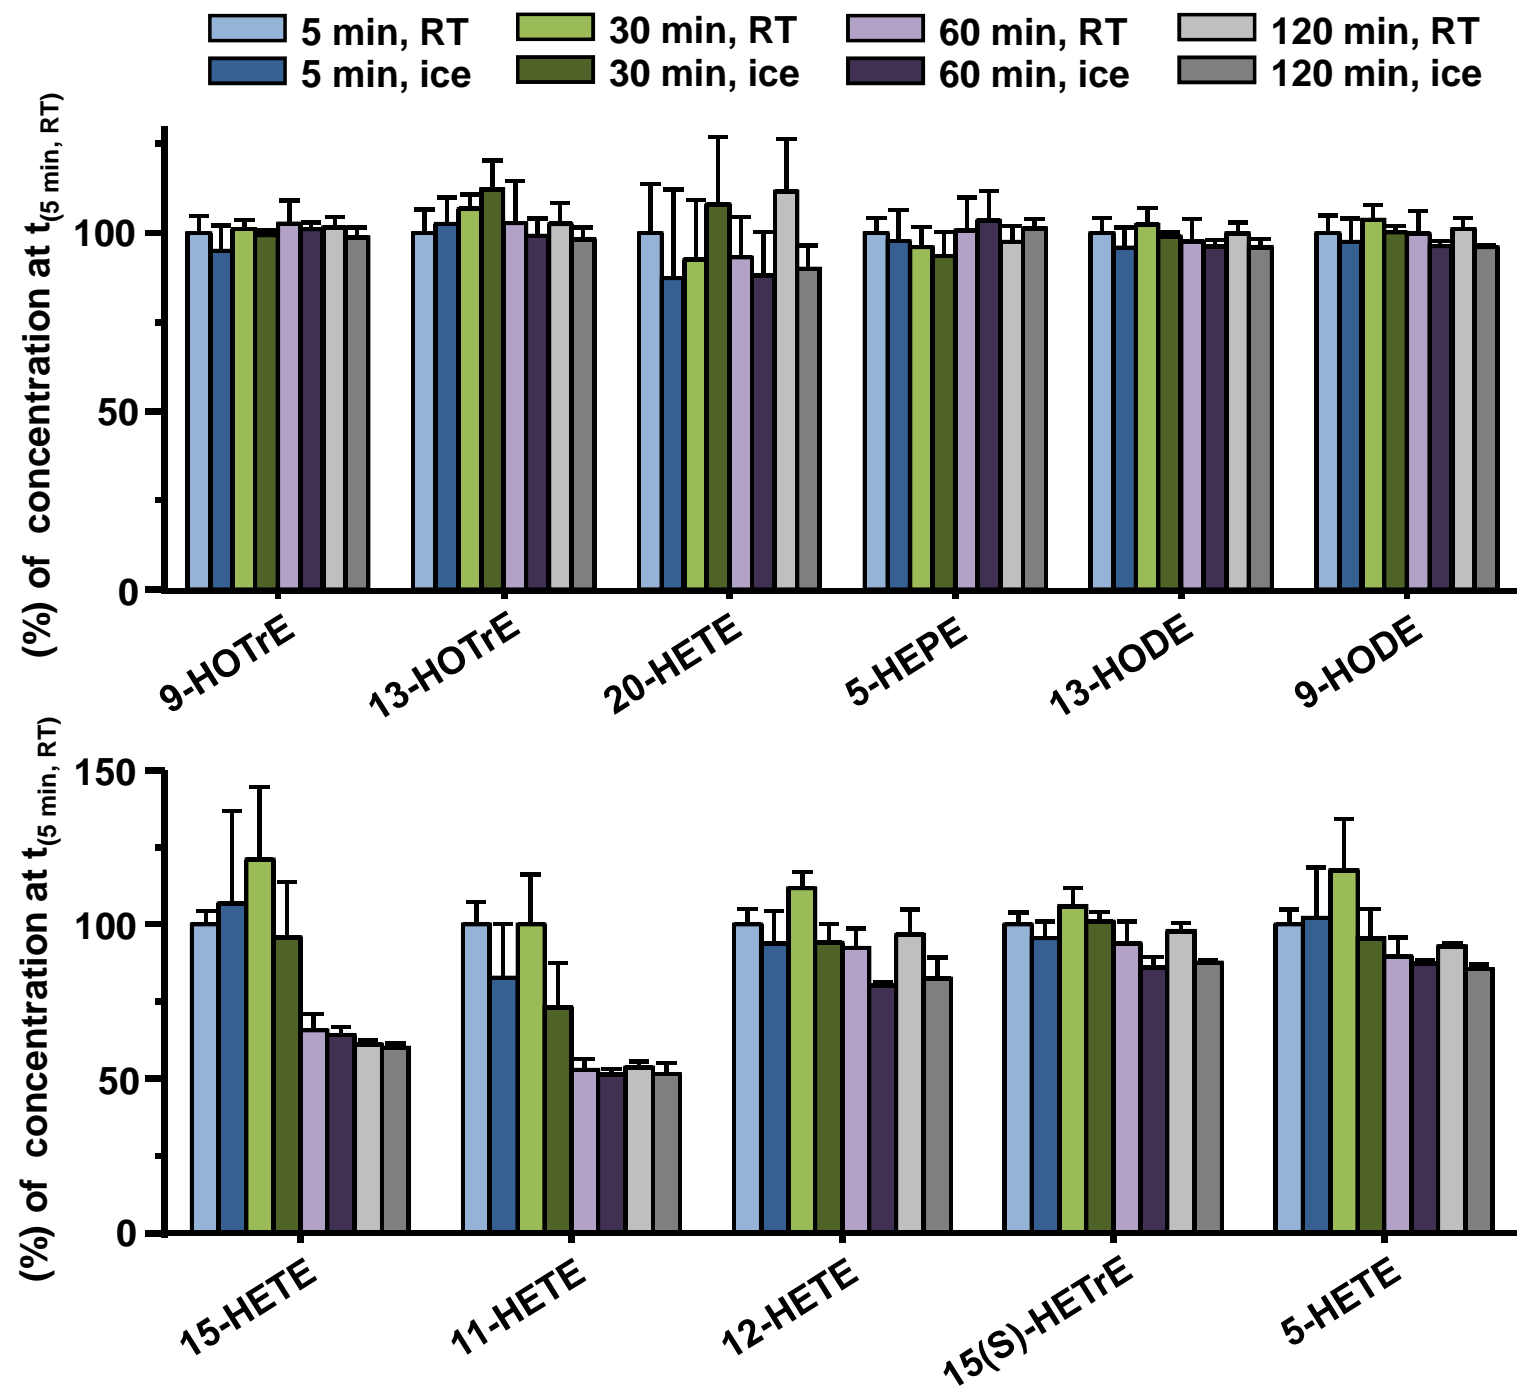 5 min, RT 30 min, RT 60 min, RT 120 min, RT
5 min, ice 30 min, ice 60 min, ice 120 min, ice
(%) of concentration at t(5 min, RT)
100
50
0
9-HOTrE 13-HOTrE 20-HETE 5-HEPE 13-HODE 9-HODE
(%) of concentration at t(5 min, RT)
150
100
50
0
15-HETE 11-HETE 12-HETE 15(S)-HETrE 5-HETE